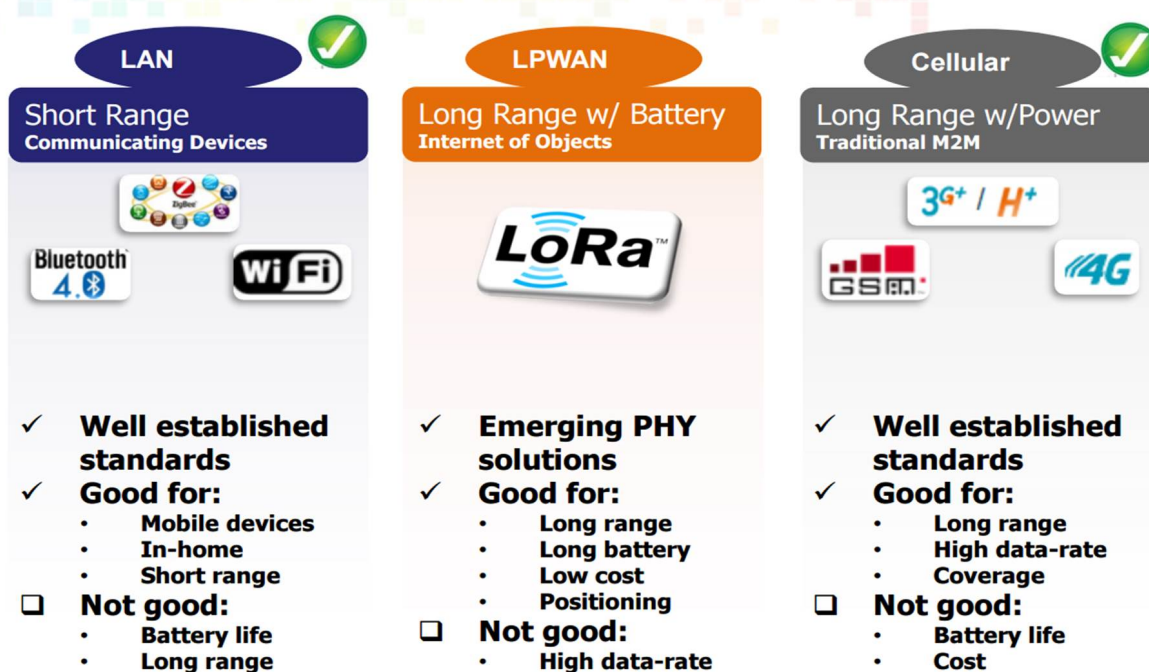 LAN
Short Range
Communicating Devices
ZigBee
Bluetooth
4.0
Wi Fi
✓ Well established
standards
✓ Good for:
• Mobile devices
• In-home
• Short range
❑ Not good:
• Battery life
• Long range
LPWAN
Long Range w/ Battery
Internet of Objects
LoRa™
✓ Emerging PHY
solutions
✓ Good for:
• Long range
• Long battery
• Low cost
• Positioning
❑ Not good:
• High data-rate
Cellular
Long Range w/Power
Traditional M2M
3G+ / H+
GSM
4G
✓ Well established
standards
✓ Good for:
• Long range
• High data-rate
• Coverage
❑ Not good:
• Battery life
• Cost